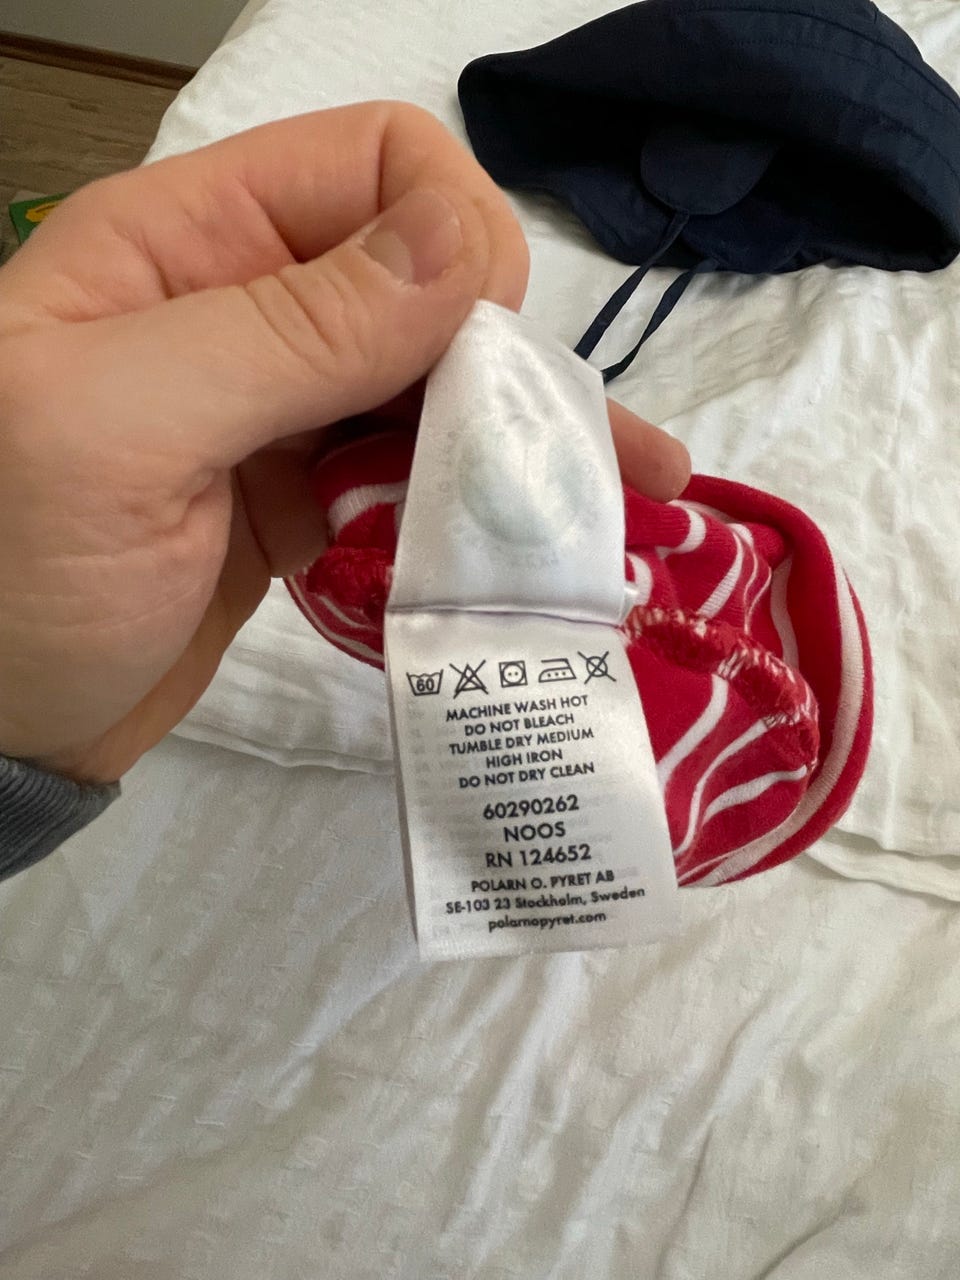 60
MACHINE WASH HOT
DO NOT BLEACH
TUMBLE DRY MEDIUM
HIGH IRON
DO NOT DRY CLEAN
60290262
NOOS
RN 124652
POLARN O. PYRET AB
SE-103 23 Stockholm, Sweden
polarnopyret.com